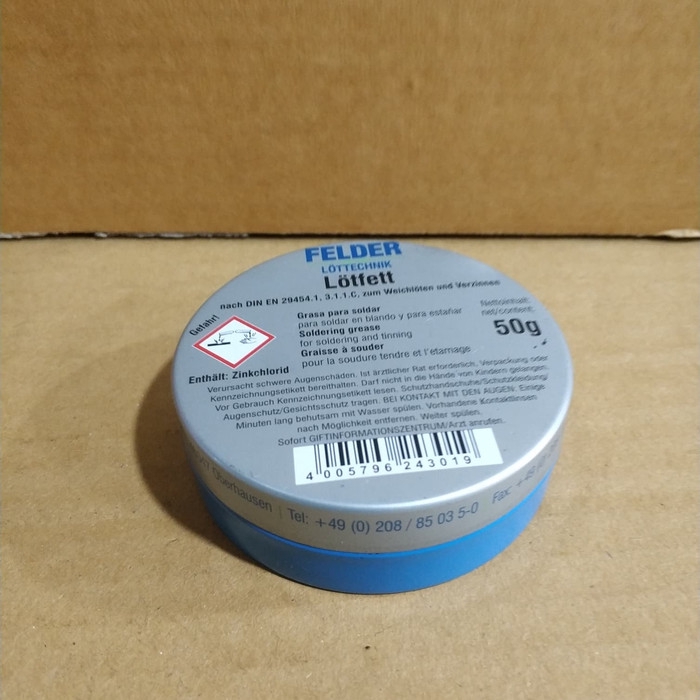 FELDER
LÖTTECHNIK
Lötfett
nach DIN EN 29454.1, 3.1.1.C, zum Weichlöten und Verzinnen
Gefahr!
Grasa para soldar
para soldar en blando y para estañar
Soldering grease
for soldering and tinning
Graisse à souder
pour la soudure tendre et l'etamage
Nettoinhalt:
net/content:
50g
Enthält: Zinkchlorid
Verursacht schwere Augenschäden. Ist ärztlicher Rat erforderlich, Verpackung oder
Kennzeichnungsetikett bereithalten. Darf nicht in die Hände von Kindern gelangen.
Vor Gebrauch Kennzeichnungsetikett lesen. Schutzhandschuhe/Schutzkleidung/
Augenschutz/Gesichtsschutz tragen. BEI KONTAKT MIT DEN AUGEN: Einige
Minuten lang behutsam mit Wasser spülen. Vorhandene Kontaktlinsen
nach Möglichkeit entfernen. Weiter spülen.
Sofort GIFTINFORMATIONSZENTRUM/Arzt anrufen.
4 005796 243019
Oberhausen | Tel: +49 (0) 208 / 85 03 5-0 Fax: +49